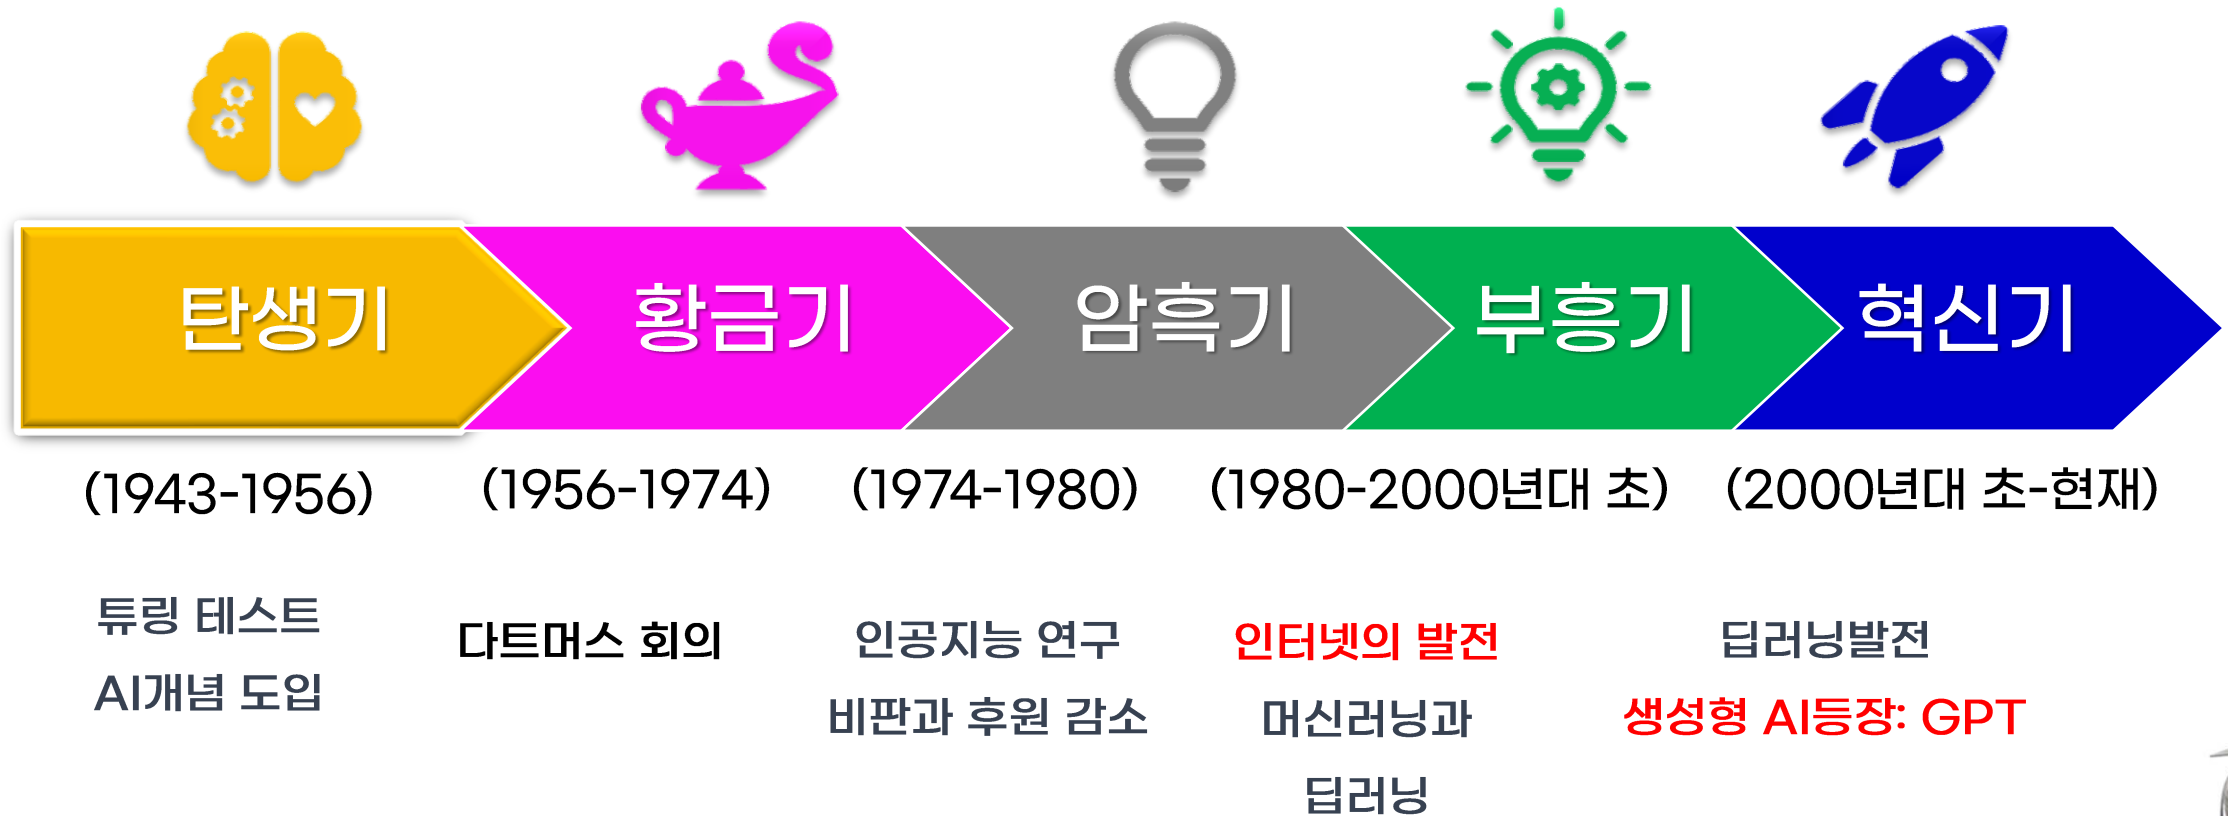 탄생기
황금기
암흑기
부흥기
혁신기
(1943-1956)
(1956-1974)
(1974-1980)
(1980-2000년대 초)
(2000년대 초-현재)
튜링 테스트
AI개념 도입
다트머스 회의
인공지능 연구
비판과 후원 감소
인터넷의 발전
머신러닝과
딥러닝
딥러닝발전
생성형 AI등장: GPT